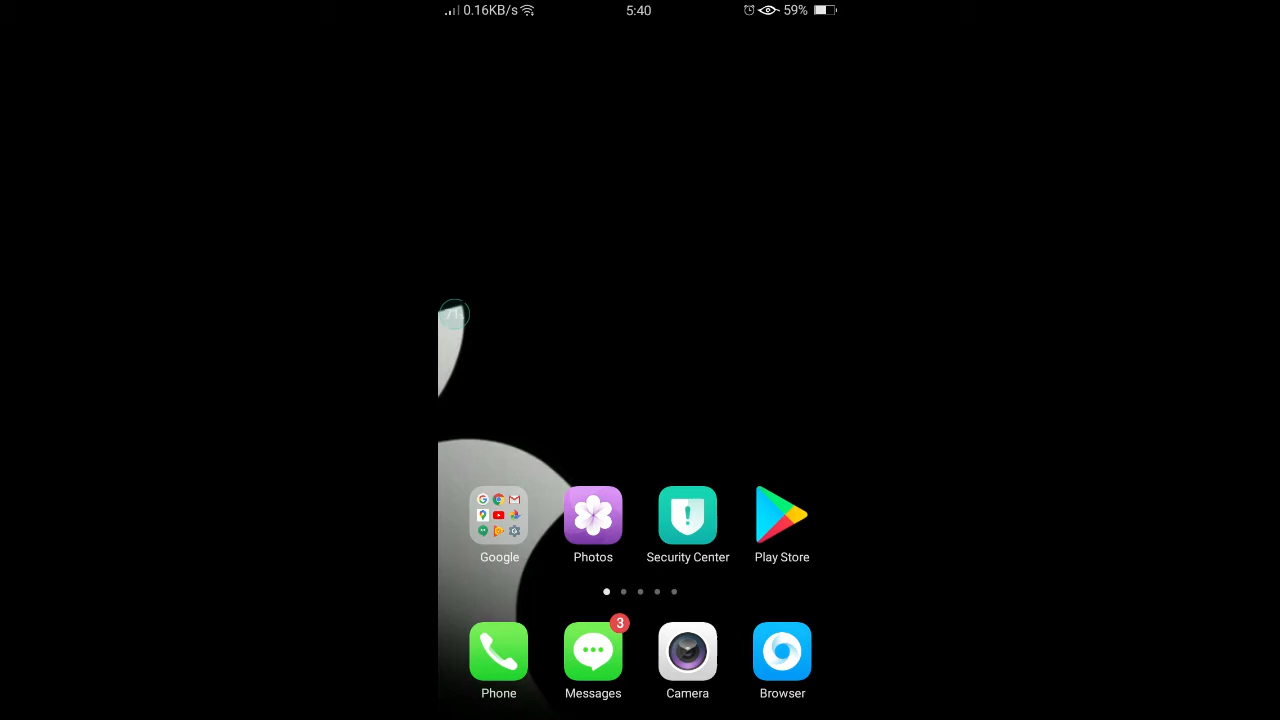 0.16KB/s 5:40 59%
Google Photos Security Center Play Store
3
Phone Messages Camera Browser